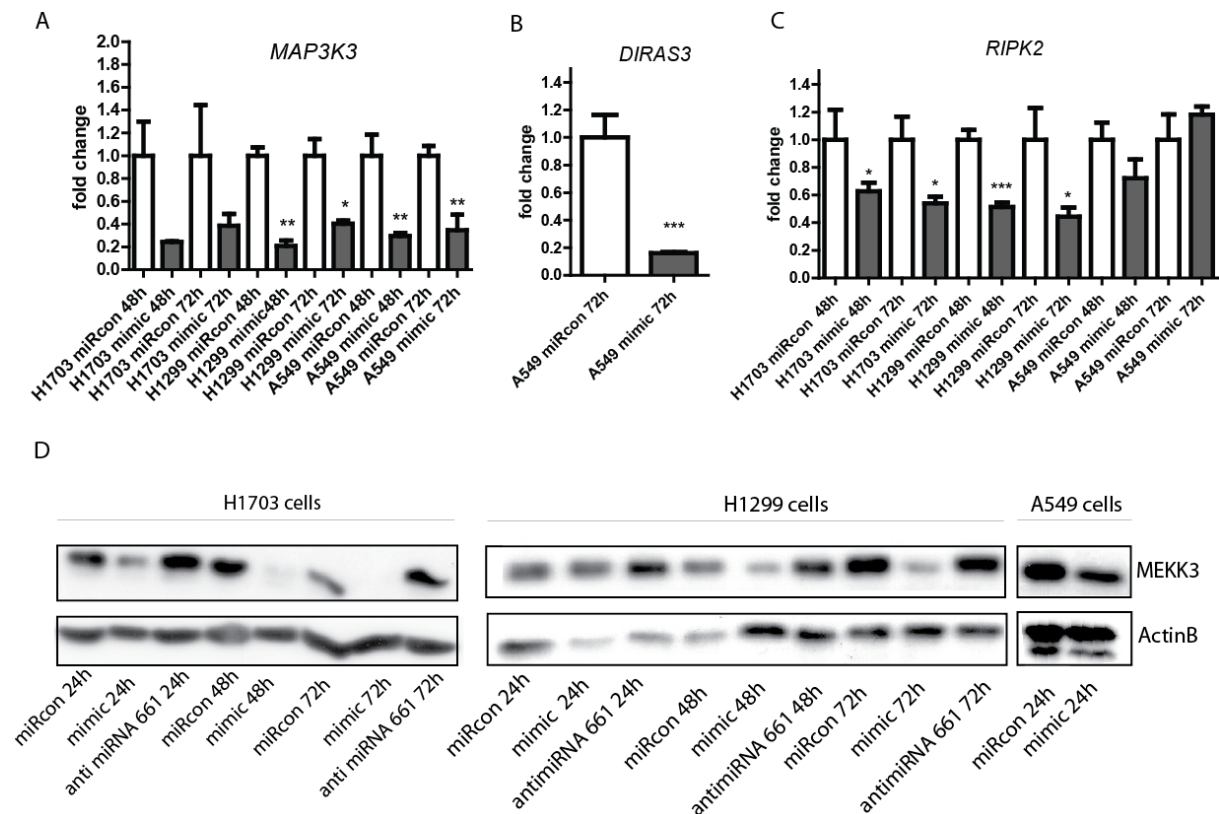 A
MAP3K3
fold change
2.0
1.8
1.6
1.4
1.2
1.0
0.8
0.6
0.4
0.2
0.0
** * ** **
H1703 miRcon 48h
H1703 mimic 48h
H1703 miRcon 72h
H1703 mimic 72h
H1299 miRcon 48h
H1299 mimic48h
H1299 miRcon 72h
H1299 mimic 72h
A549 miRcon 48h
A549 mimic 48h
A549 miRcon 72h
A549 mimic 72h
B
DIRAS3
fold change
1.4
1.2
1.0
0.8
0.6
0.4
0.2
0.0
***
A549 miRcon 72h
A549 mimic 72h
C
RIPK2
fold change
1.4
1.2
1.0
0.8
0.6
0.4
0.2
0.0
* * *** *
H1703 miRcon 48h
H1703 mimic 48h
H1703 miRcon 72h
H1703 mimic 72h
H1299 miRcon 48h
H1299 mimic 48h
H1299 miRcon 72h
H1299 mimic 72h
A549 miRcon 48h
A549 mimic 48h
A549 miRcon 72h
A549 mimic 72h
D
H1703 cells
H1299 cells
A549 cells
MEKK3
ActinB
miRcon 24h
mimic 24h
anti miRNA 661 24h
miRcon 48h
mimic 48h
miRcon 72h
mimic 72h
anti miRNA 661 72h
miRcon 24h
mimic 24h
antimiRNA 661 24h
miRcon 48h
mimic 48h
antimiRNA 661 48h
miRcon 72h
mimic 72h
antimiRNA 661 72h
miRcon 24h
mimic 24h